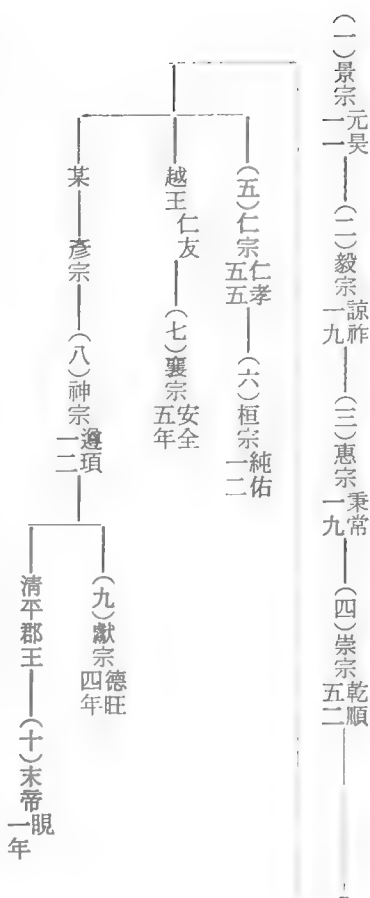 (一)景宗元昊一一
(二)毅宗諒祚一九
(三)惠宗秉常一九
(四)崇宗乾順五二
(五)仁宗仁孝五五
(六)桓宗純佑一二
越王仁友
(七)襄宗安全五年
某
彥宗
(八)神宗遵頊一二
(九)獻宗德旺四年
清平郡王
(十)末帝睍一年